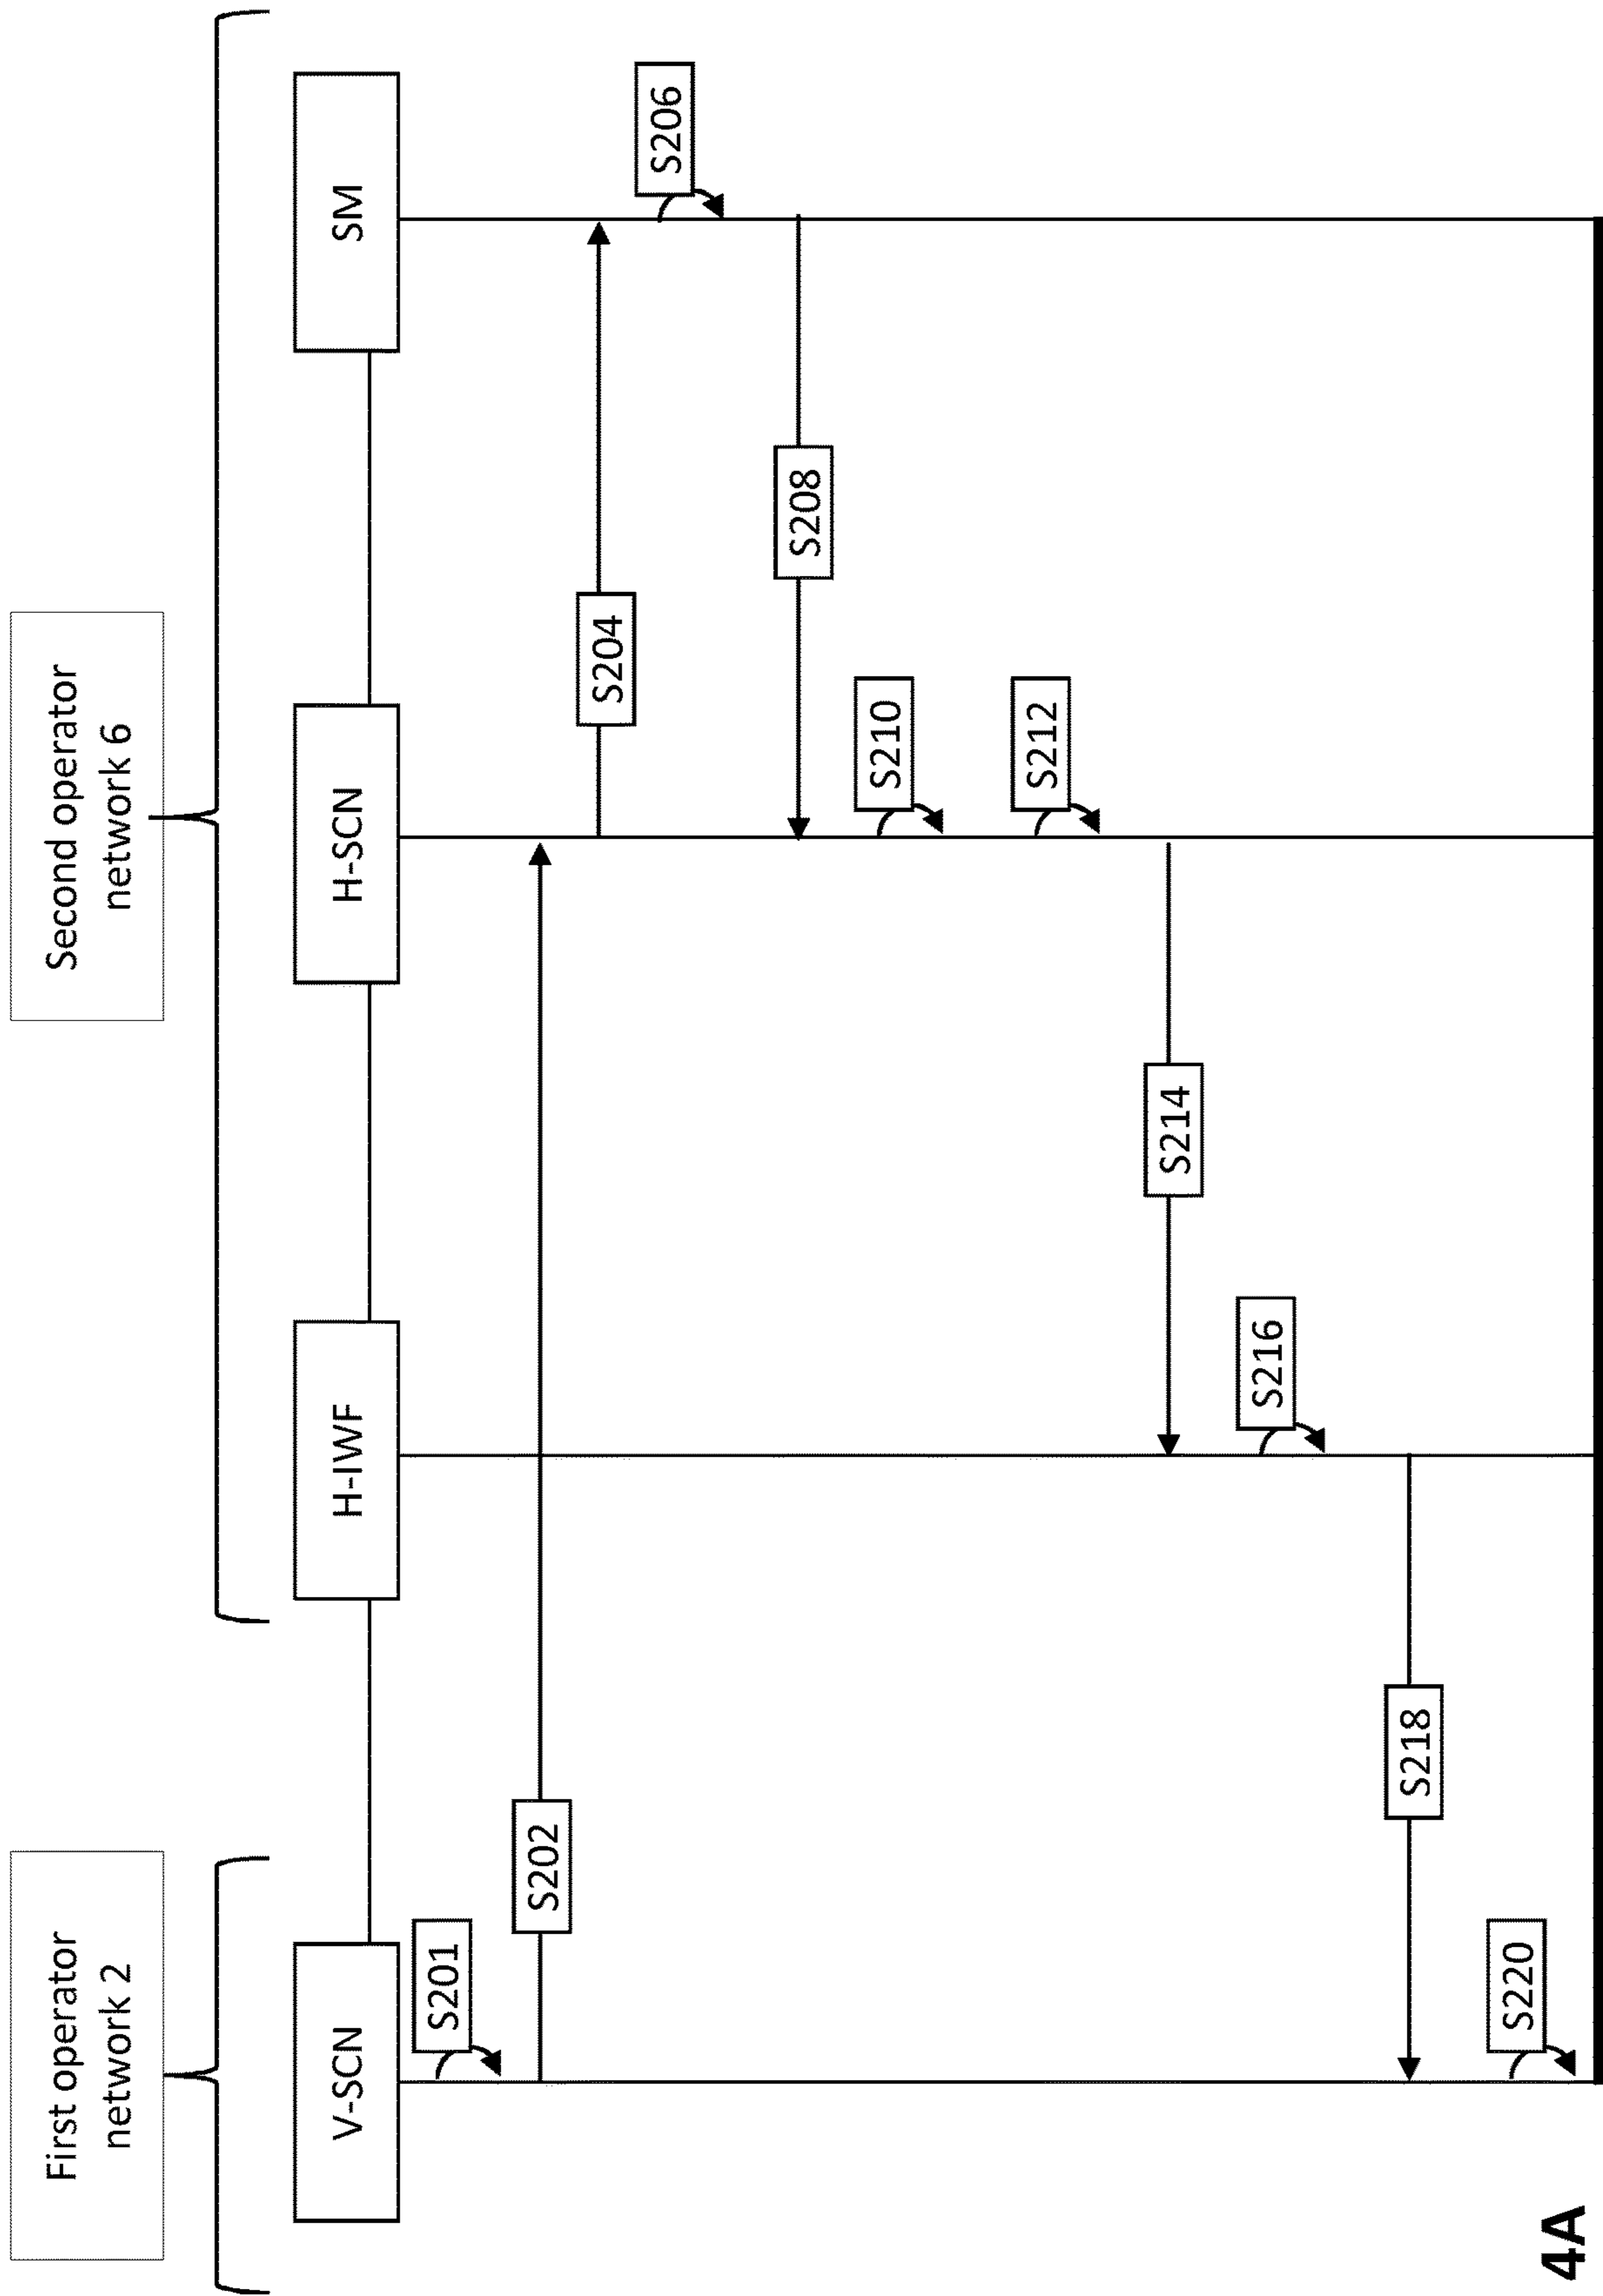 First operator
network 2
Second operator
network 6
V-SCN
H-IWF
H-SCN
SM
S201
S202
S204
S206
S208
S210
S212
S214
S216
S218
S220
4A